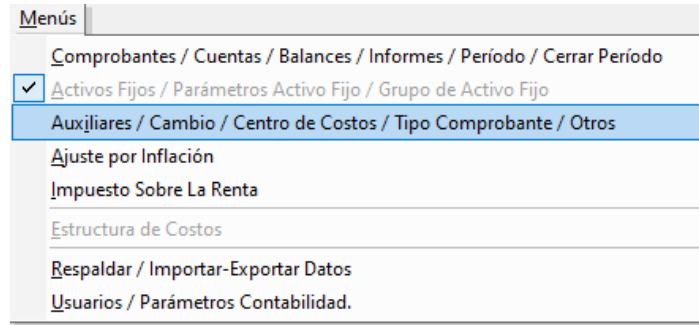 Menús
Comprobantes / Cuentas / Balances / Informes / Período / Cerrar Período
Activos Fijos / Parámetros Activo Fijo / Grupo de Activo Fijo
Auxiliares / Cambio / Centro de Costos / Tipo Comprobante / Otros
Ajuste por Inflación
Impuesto Sobre La Renta
Estructura de Costos
Respaldar / Importar-Exportar Datos
Usuarios / Parámetros Contabilidad.